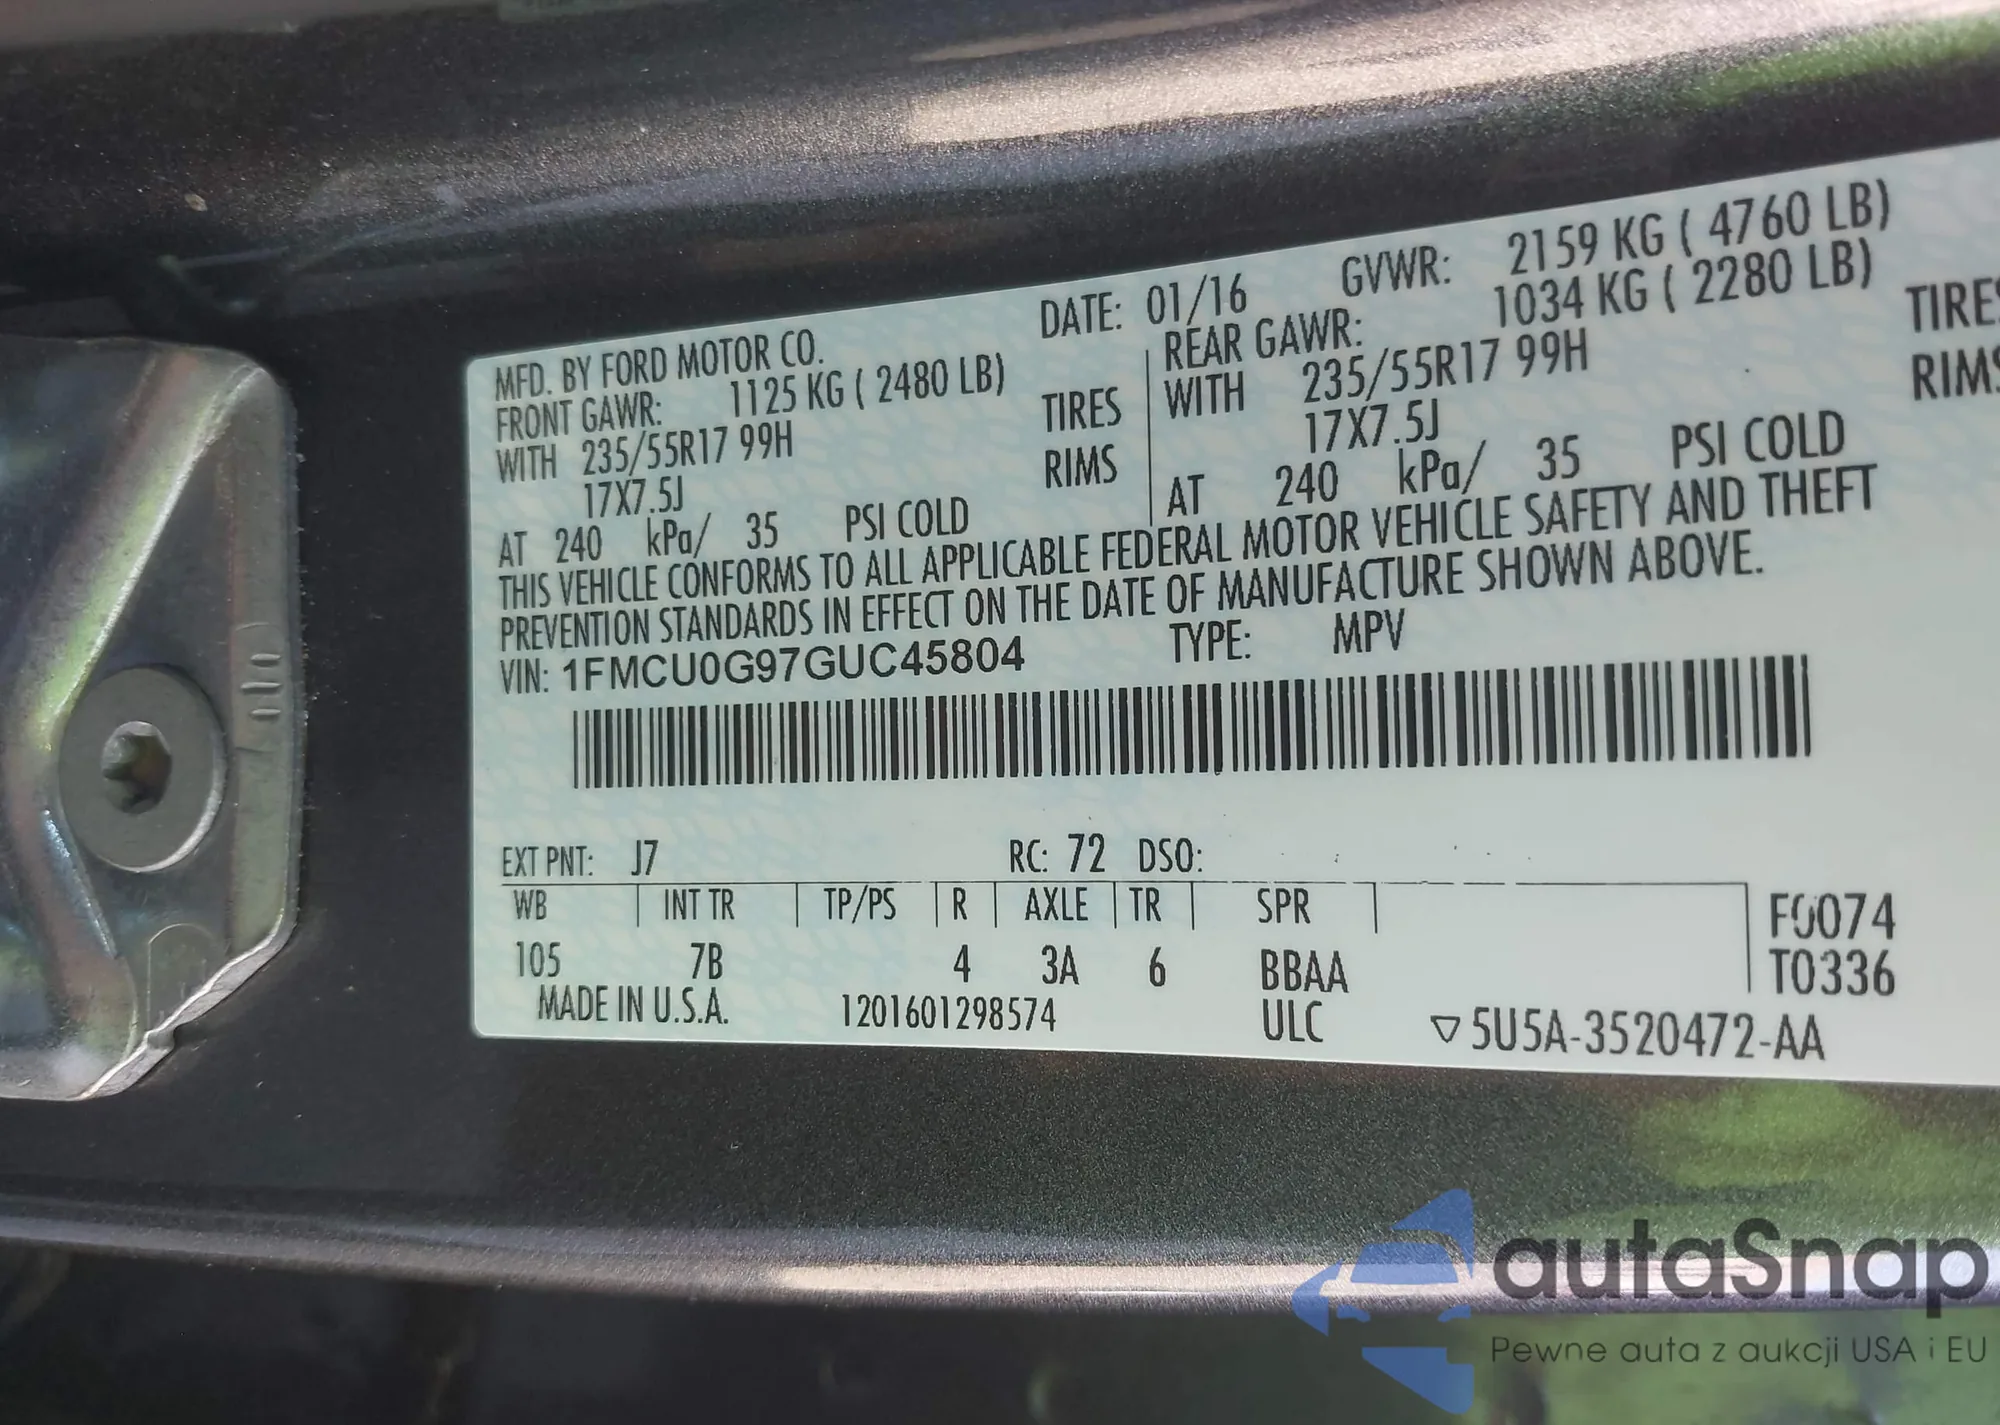 MFD. BY FORD MOTOR CO. DATE: 01/16 GVWR: 2159 KG ( 4760 LB)
FRONT GAWR: 1125 KG ( 2480 LB) REAR GAWR: 1034 KG ( 2280 LB)
WITH 235/55R17 99H TIRES WITH 235/55R17 99H TIRES
17X7.5J RIMS 17X7.5J RIMS
AT 240 kPa/ 35 PSI COLD AT 240 kPa/ 35 PSI COLD
THIS VEHICLE CONFORMS TO ALL APPLICABLE FEDERAL MOTOR VEHICLE SAFETY AND THEFT
PREVENTION STANDARDS IN EFFECT ON THE DATE OF MANUFACTURE SHOWN ABOVE.
VIN: 1FMCU0G97GUC45804 TYPE: MPV
EXT PNT: J7 RC: 72 DSO:
WB INT TR TP/PS R AXLE TR SPR F0074
105 7B 4 3A 6 BBAA T0336
MADE IN U.S.A. 1201601298574 ULC ▽5U5A-3520472-AA
autaSnap
Pewne auta z aukcji USA i EU